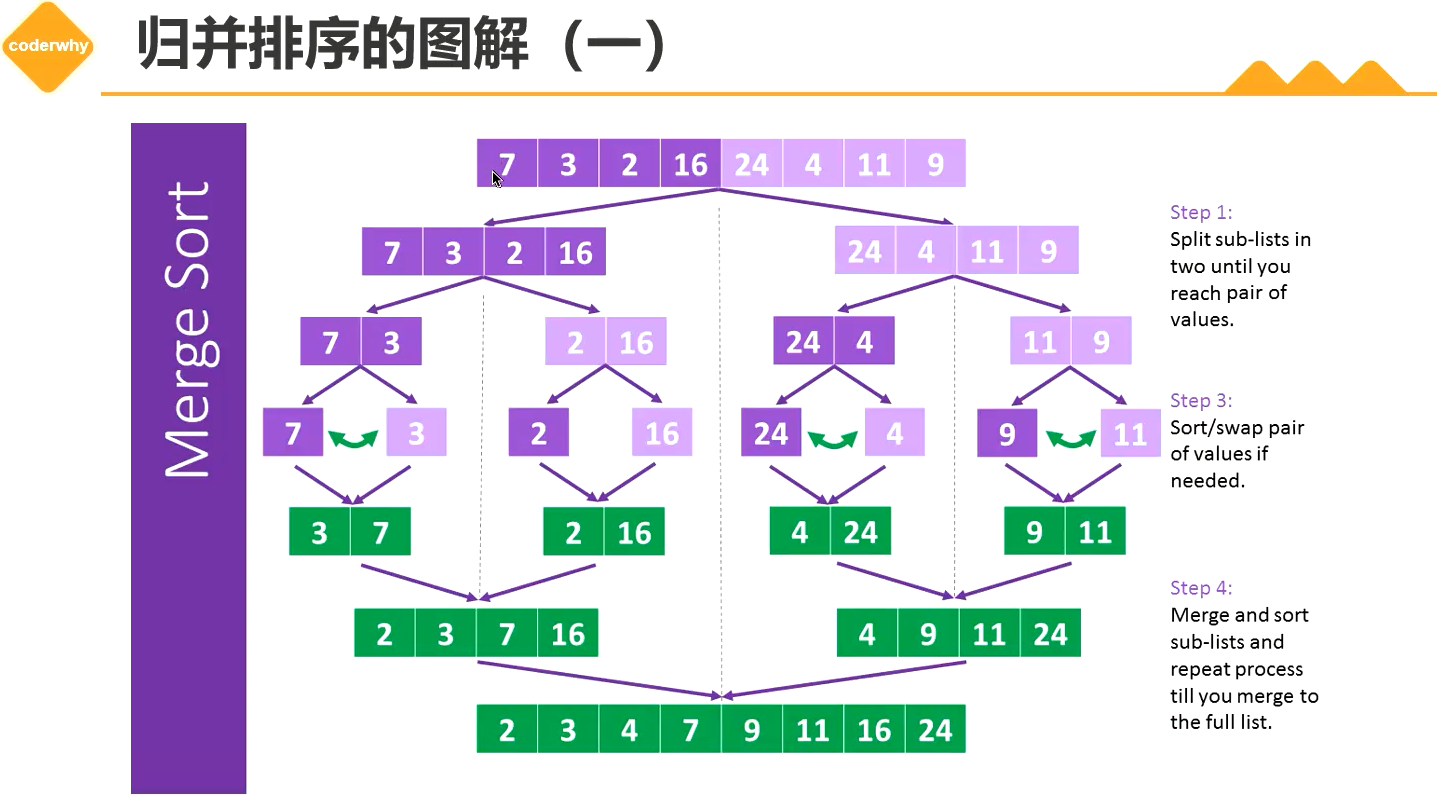 coderwhy
归并排序的图解（一）
Merge Sort
7 3 2 16 24 4 11 9
7 3 2 16 24 4 11 9
7 3 2 16 24 4 11 9
7 3 2 16 24 4 9 11
3 7 2 16 4 24 9 11
2 3 7 16 4 9 11 24
2 3 4 7 9 11 16 24
Step 1:
Split sub-lists in
two until you
reach pair of
values.
Step 3:
Sort/swap pair
of values if
needed.
Step 4:
Merge and sort
sub-lists and
repeat process
till you merge to
the full list.